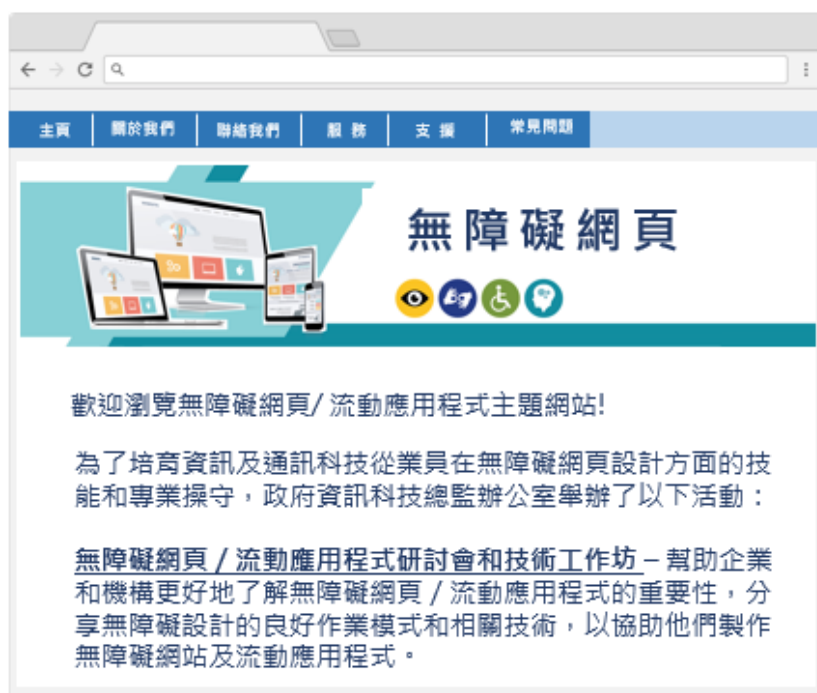 主頁 關於我們 聯絡我們 服 務 支 援 常見問題
無障礙網頁
歡迎瀏覽無障礙網頁/ 流動應用程式主題網站!
為了培育資訊及通訊科技從業員在無障礙網頁設計方面的技
能和專業操守，政府資訊科技總監辦公室舉辦了以下活動：
無障礙網頁 / 流動應用程式研討會和技術工作坊 – 幫助企業
和機構更好地了解無障礙網頁 / 流動應用程式的重要性，分
享無障礙設計的良好作業模式和相關技術，以協助他們製作
無障礙網站及流動應用程式。